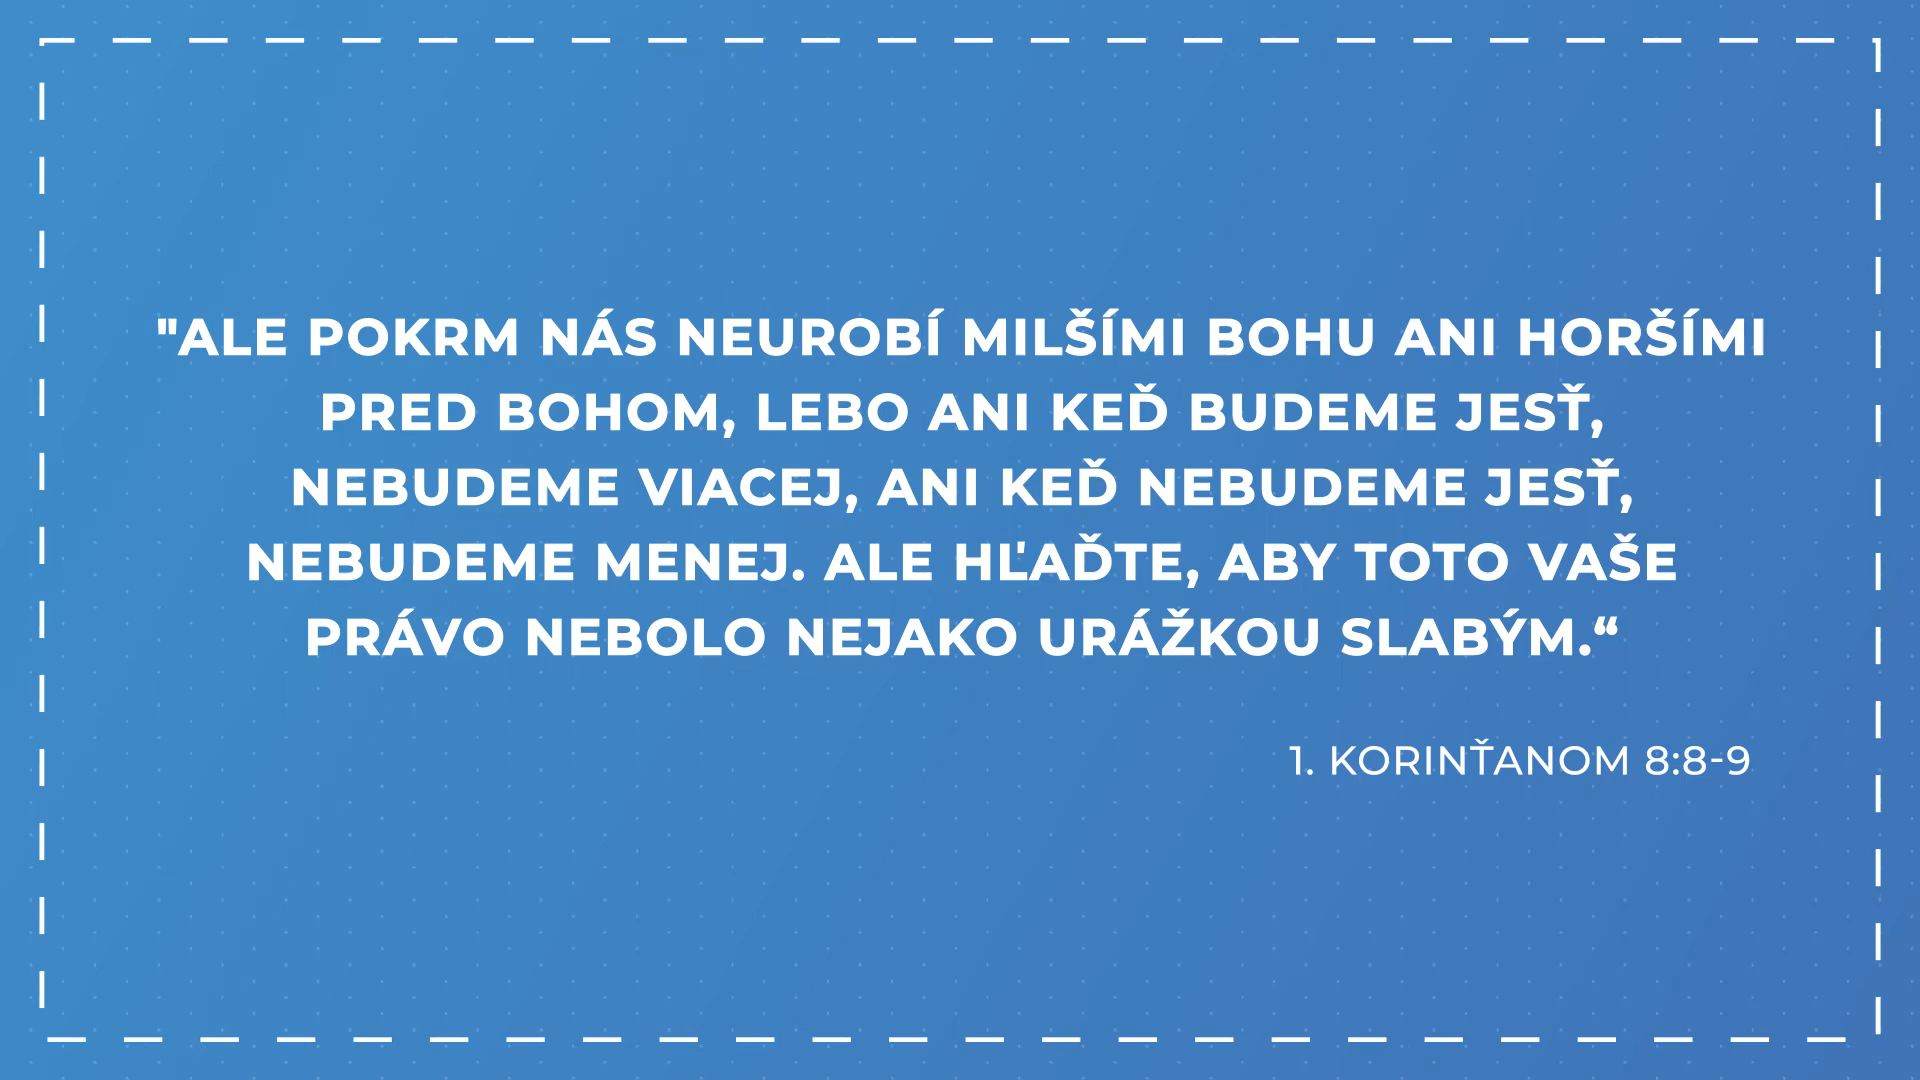 "ALE POKRM NÁS NEUROBÍ MILŠÍMI BOHU ANI HORŠÍMI
PRED BOHOM, LEBO ANI KEĎ BUDEME JESŤ,
NEBUDEME VIACEJ, ANI KEĎ NEBUDEME JESŤ,
NEBUDEME MENEJ. ALE HĽAĎTE, ABY TOTO VAŠE
PRÁVO NEBOLO NEJAKO URÁŽKOU SLABÝM.“
1. KORINŤANOM 8:8-9